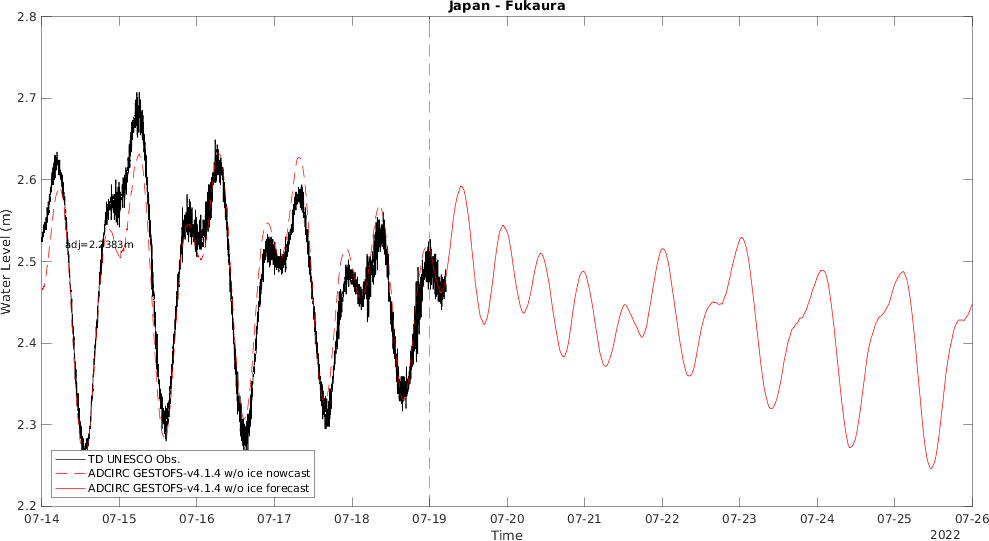 Japan - Fukaura
2.8
2.7
2.6
2.5
2.4
2.3
2.2
Water Level (m)
adj=2.2383m
TD UNESCO Obs.
ADCIRC GESTOFS-v4.1.4 w/o ice nowcast
ADCIRC GESTOFS-v4.1.4 w/o ice forecast
07-14 07-15 07-16 07-17 07-18 07-19 07-20 07-21 07-22 07-23 07-24 07-25 07-26
Time
2022